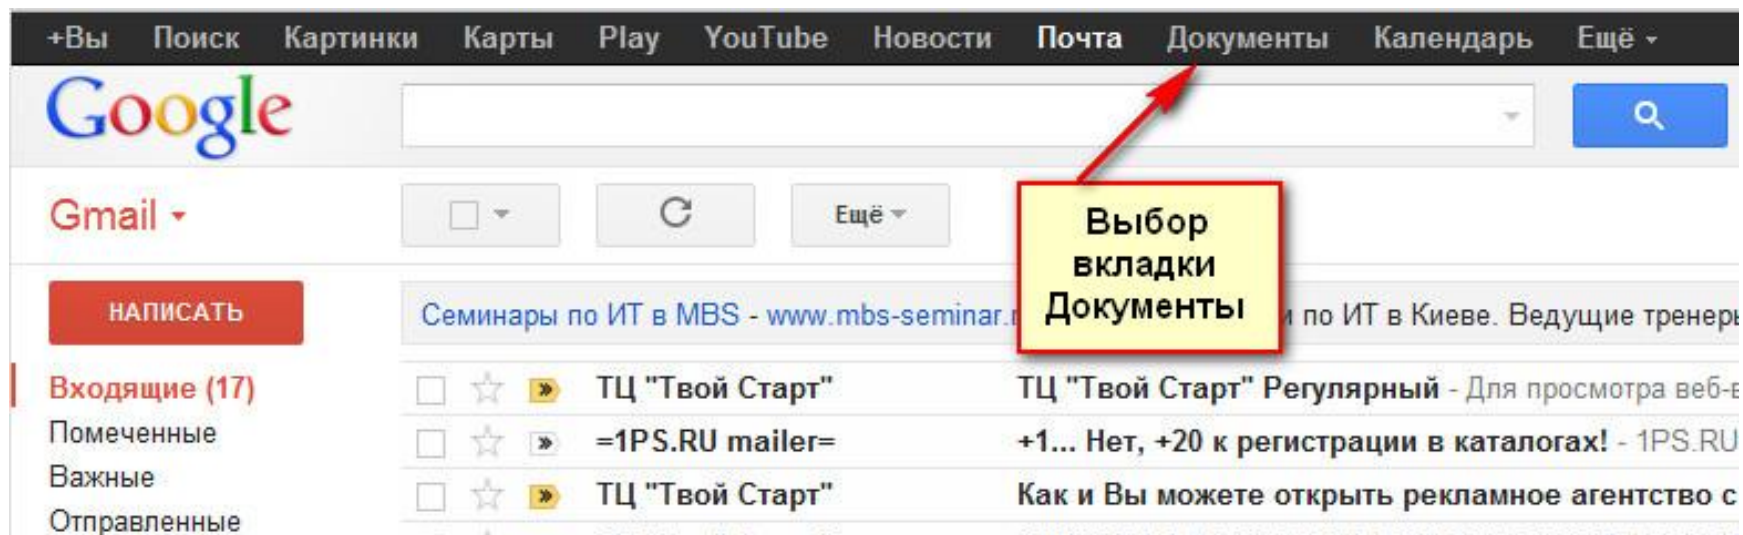 +Вы Поиск Картинки Карты Play YouTube Новости Почта Документы Календарь Ещё
Google
Gmail
Ещё
Выбор
вкладки
Документы
НАПИСАТЬ
Семинары по ИТ в MBS - www.mbs-seminar. по ИТ в Киеве. Ведущие
Входящие (17)
ТЦ "Твой Старт" ТЦ "Твой Старт" Регулярный - Для просмотра
Помеченные
=1PS.RU mailer= +1... Нет, +20 к регистрации в каталогах! - 1PS.RU
Важные
ТЦ "Твой Старт" Как и Вы можете открыть рекламное агентство с
Отправленные